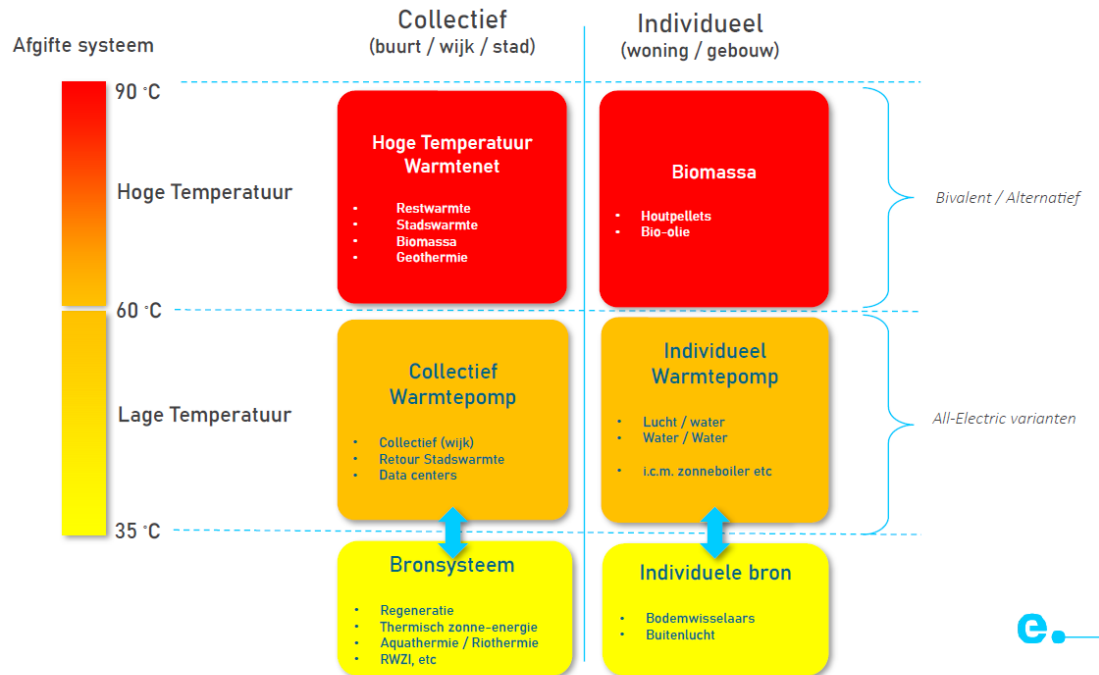 Afgifte systeem
Collectief
(buurt / wijk / stad)
Individueel
(woning / gebouw)
90 °C
Hoge Temperatuur
60 °C
Lage Temperatuur
35 °C
Hoge Temperatuur
Warmtenet
• Restwarmte
• Stadswarmte
• Biomassa
• Geothermie
Biomassa
• Houtpellets
• Bio-olie
Bivalent / Alternatief
Collectief
Warmtepomp
• Collectief (wijk)
• Retour Stadswarmte
• Data centers
Individueel
Warmtepomp
• Lucht / water
• Water / Water
• i.c.m. zonneboiler etc
All-Electric varianten
Bronsysteem
• Regeneratie
• Thermisch zonne-energie
• Aquathermie / Riothermie
• RWZI, etc
Individuele bron
• Bodemwisselaars
• Buitenlucht
e.